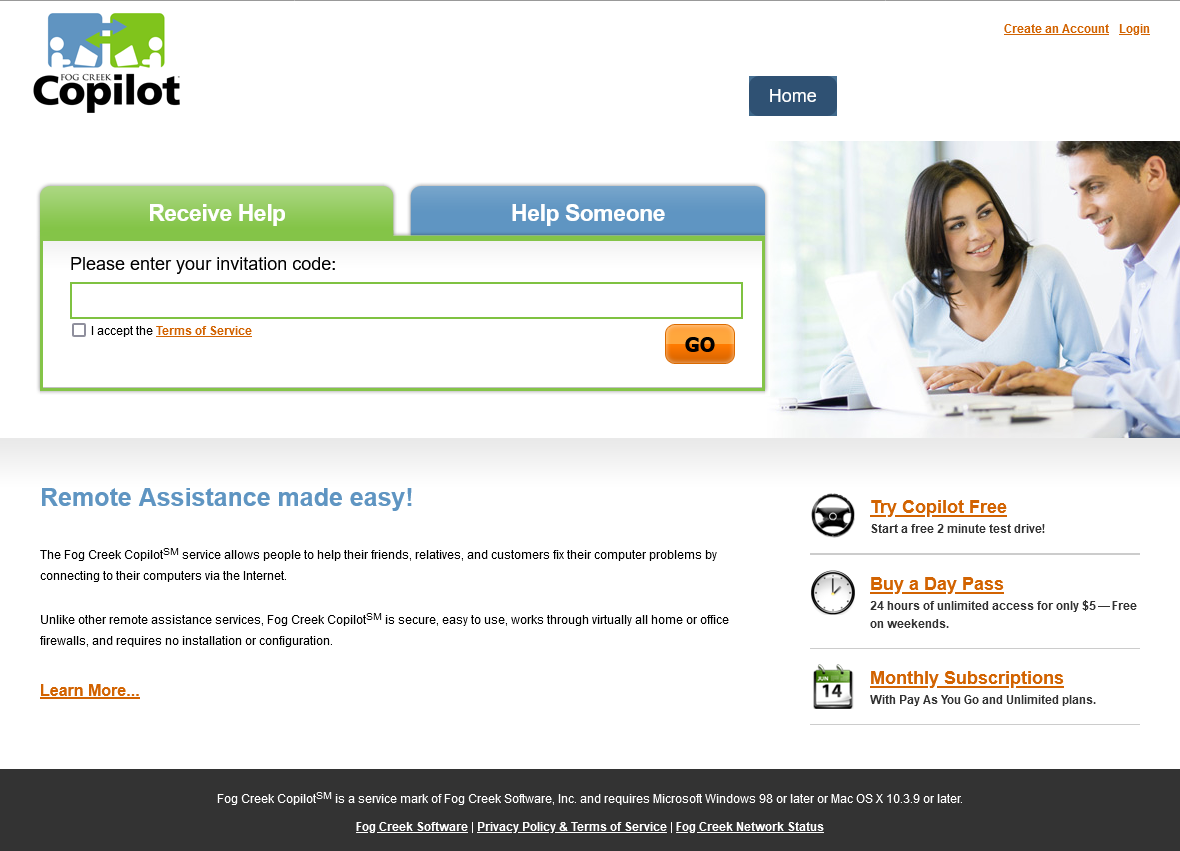 Create an Account Login
FOG CREEK
Copilot
Home
Receive Help
Help Someone
Please enter your invitation code:
I accept the Terms of Service
GO
Remote Assistance made easy!
The Fog Creek CopilotSM service allows people to help their friends, relatives, and customers fix their computer problems by
connecting to their computers via the Internet.
Unlike other remote assistance services, Fog Creek CopilotSM is secure, easy to use, works through virtually all home or office
firewalls, and requires no installation or configuration.
Learn More...
Try Copilot Free
Start a free 2 minute test drive!
Buy a Day Pass
24 hours of unlimited access for only $5 — Free
on weekends.
JUN
14
Monthly Subscriptions
With Pay As You Go and Unlimited plans.
Fog Creek CopilotSM is a service mark of Fog Creek Software, Inc. and requires Microsoft Windows 98 or later or Mac OS X 10.3.9 or later.
Fog Creek Software | Privacy Policy & Terms of Service | Fog Creek Network Status